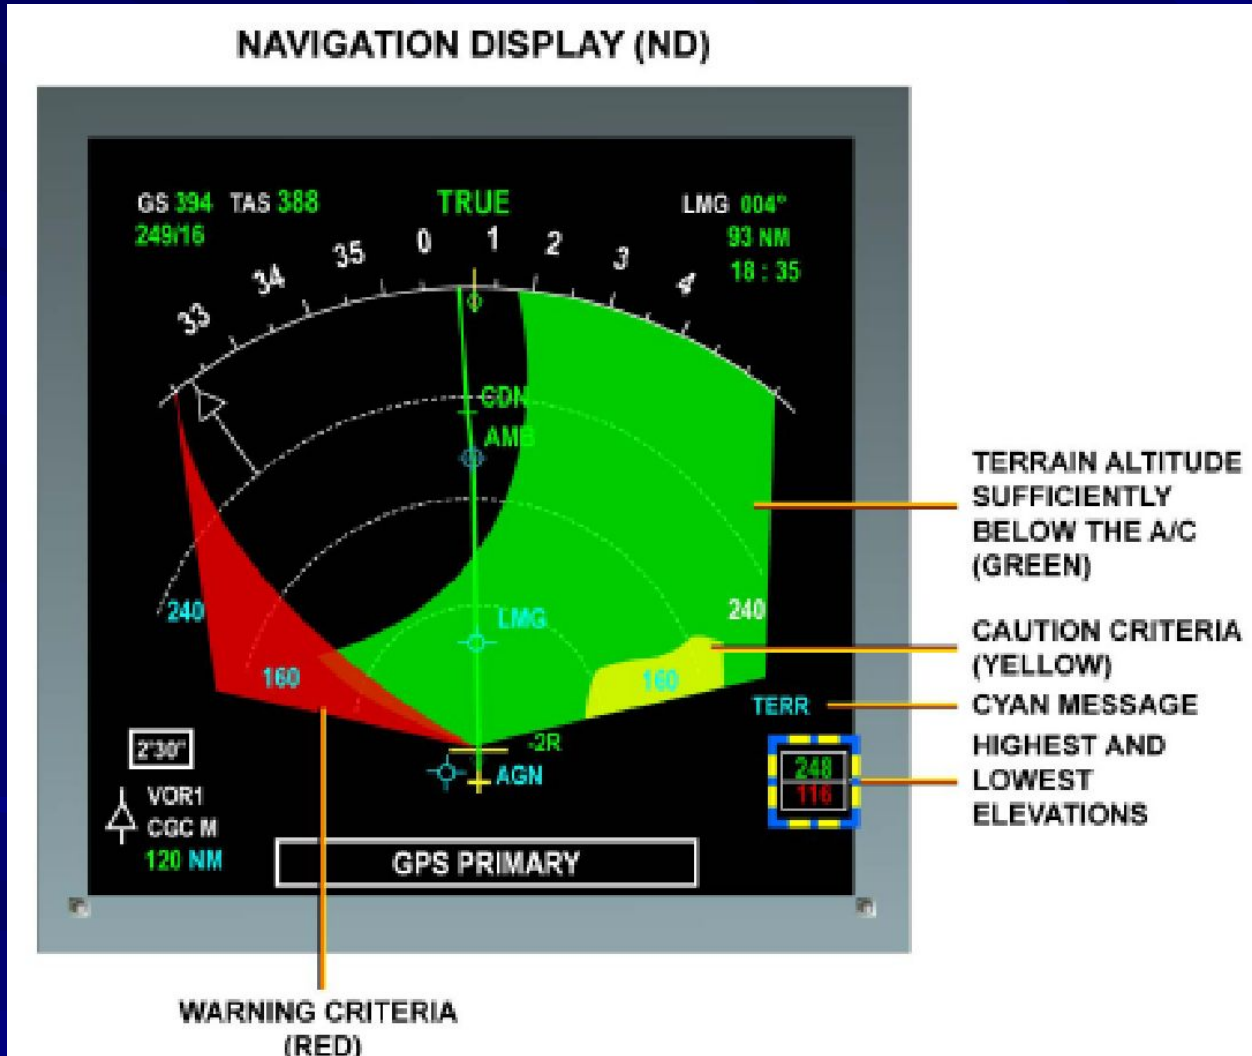 NAVIGATION DISPLAY (ND)
GS 394 TAS 388
TRUE
LMG 004°
249/16
93 NM
18 : 35
33 34 35 0 1 2 3 4
CDN
AMB
TERRAIN ALTITUDE
SUFFICIENTLY
BELOW THE A/C
(GREEN)
240
LMG
240
CAUTION CRITERIA
(YELLOW)
160
160
TERR
CYAN MESSAGE
2'30"
-2R
AGN
248
116
HIGHEST AND
LOWEST
ELEVATIONS
VOR1
CGC M
120 NM
GPS PRIMARY
WARNING CRITERIA
(RED)